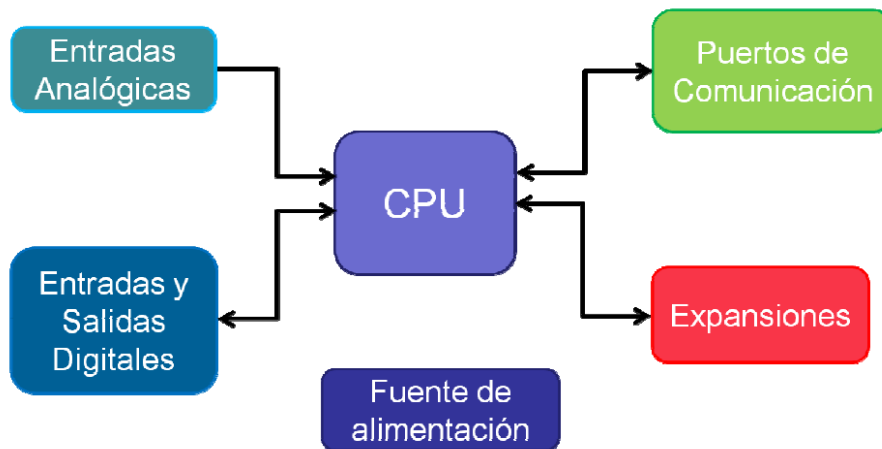 Entradas
Analógicas
Puertos de
Comunicación
CPU
Entradas y
Salidas
Digitales
Expansiones
Fuente de
alimentación